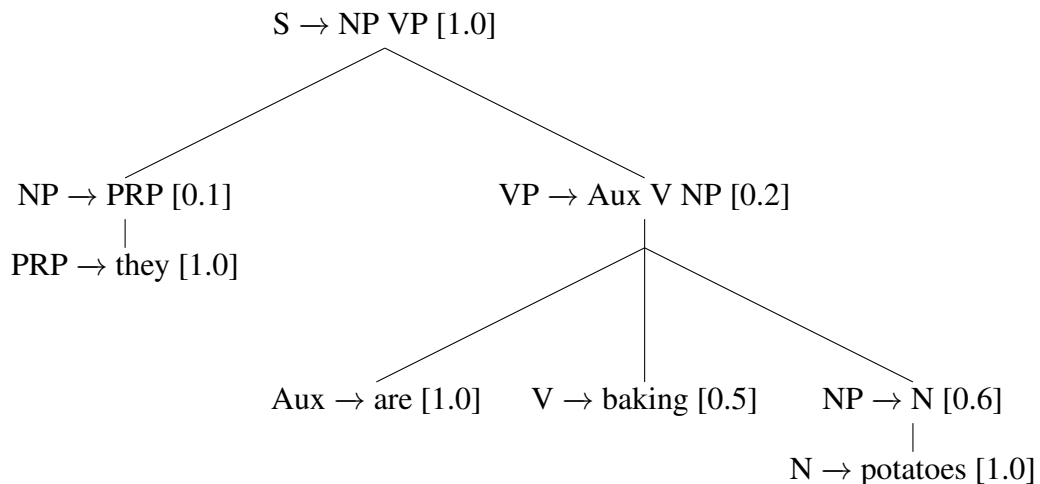 S → NP VP [1.0]
NP → PRP [0.1]
VP → Aux V NP [0.2]
PRP → they [1.0]
Aux → are [1.0]
V → baking [0.5]
NP → N [0.6]
N → potatoes [1.0]